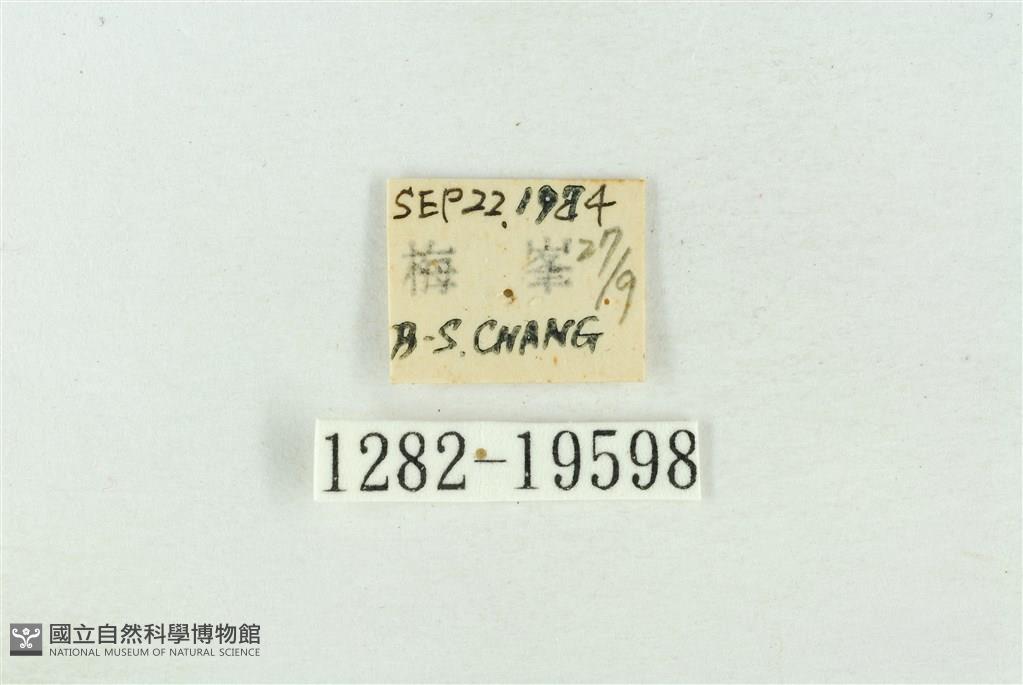 SEP 22. 1984
梅 峯 27/9
B-S. CHANG
1282-19598
國立自然科學博物館
NATIONAL MUSEUM OF NATURAL SCIENCE